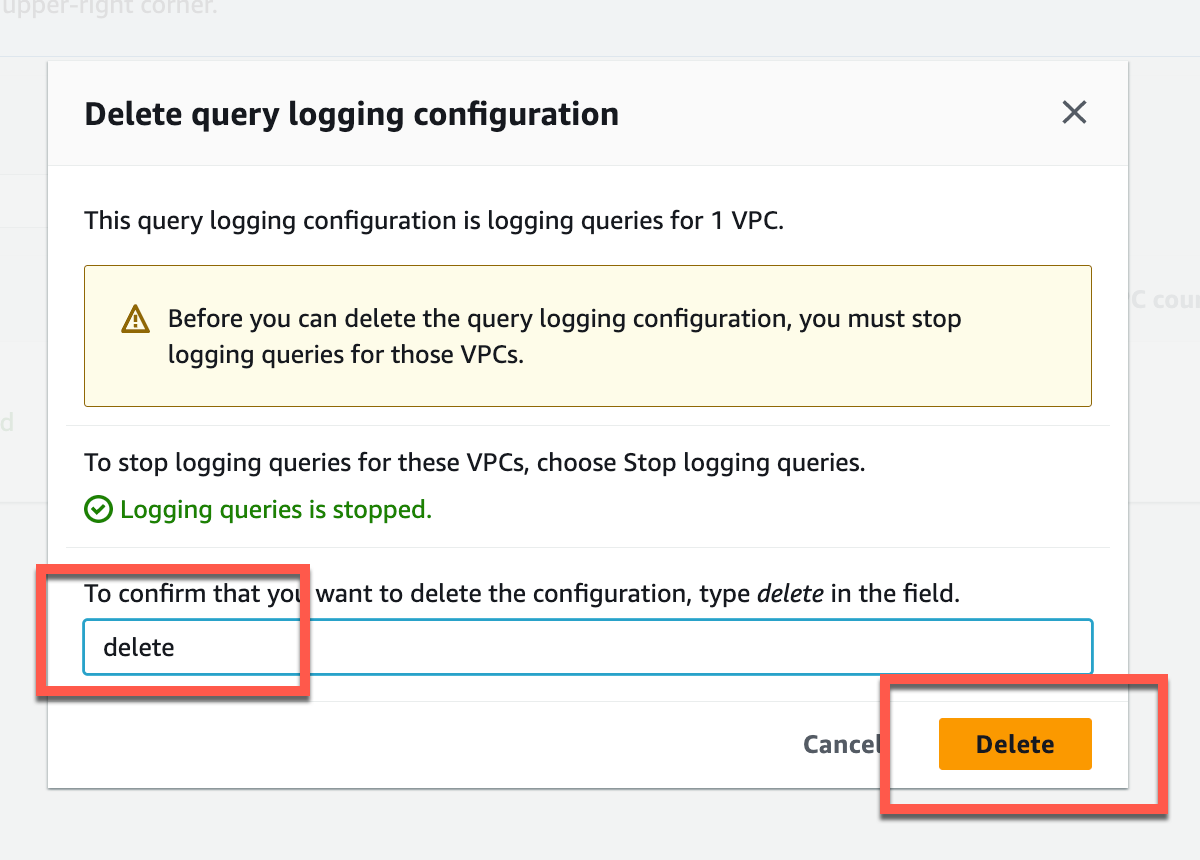 upper-right corner.
Delete query logging configuration
This query logging configuration is logging queries for 1 VPC.
Before you can delete the query logging configuration, you must stop
logging queries for those VPCs.
C cour
d
To stop logging queries for these VPCs, choose Stop logging queries.
Logging queries is stopped.
To confirm that you want to delete the configuration, type delete in the field.
delete
Cancel
Delete